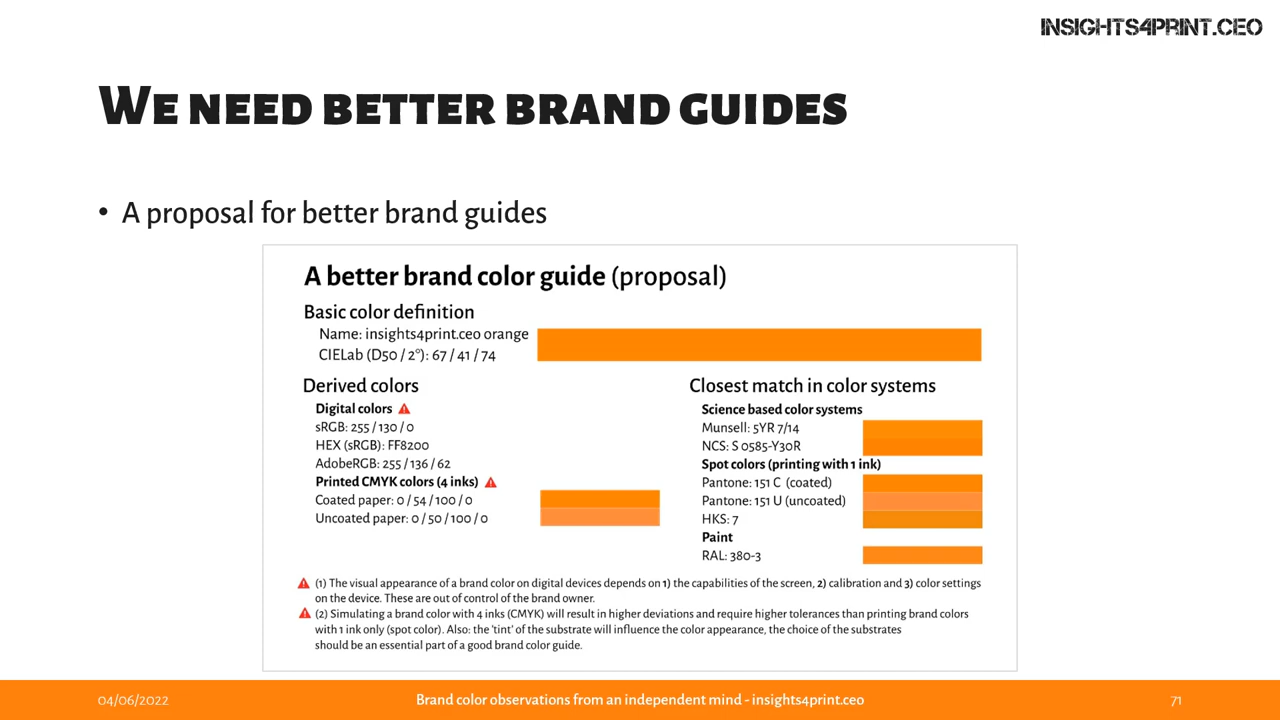 INSIGHTS4PRINT.CEO
WE NEED BETTER BRAND GUIDES
• A proposal for better brand guides
A better brand color guide (proposal)
Basic color definition
Name: insights4print.ceo orange
CIELab (D50 / 2°): 67 / 41 / 74
Derived colors
Digital colors
sRGB: 255 / 130 / 0
HEX (sRGB): FF8200
AdobeRGB: 255 / 136 / 62
Printed CMYK colors (4 inks)
Coated paper: 0 / 54 / 100 / 0
Uncoated paper: 0 / 50 / 100 / 0
Closest match in color systems
Science based color systems
Munsell: 5YR 7/14
NCS: S 0585-Y30R
Spot colors (printing with 1 ink)
Pantone: 151 C (coated)
Pantone: 151 U (uncoated)
HKS: 7
Paint
RAL: 380-3
(1) The visual appearance of a brand color on digital devices depends on 1) the capabilities of the screen, 2) calibration and 3) color settings
on the device. These are out of control of the brand owner.
(2) Simulating a brand color with 4 inks (CMYK) will result in higher deviations and require higher tolerances than printing brand colors
with 1 ink only (spot color). Also: the 'tint' of the substrate will influence the color appearance, the choice of the substrates
should be an essential part of a good brand color guide.
04/06/2022
Brand color observations from an independent mind - insights4print.ceo
71